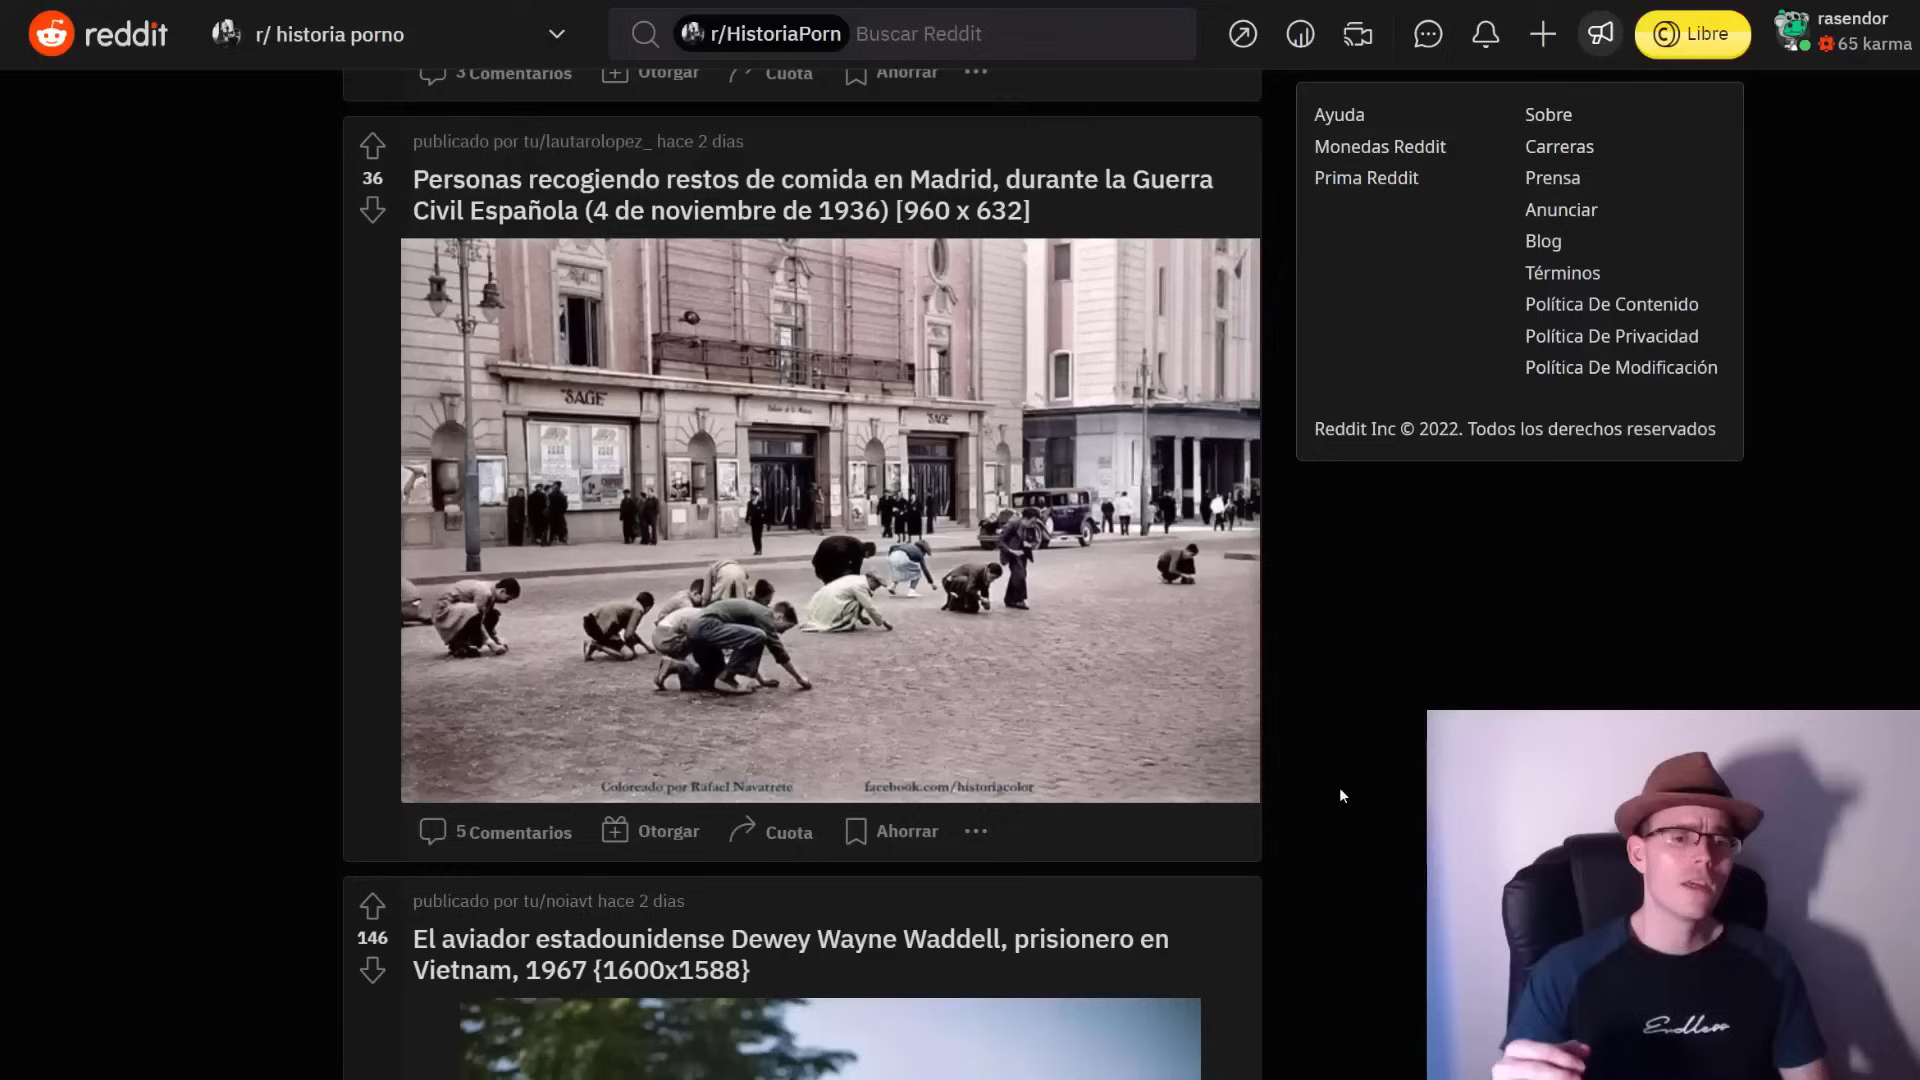 reddit
r/ historia porno
r/HistoriaPorn
Buscar Reddit
Libre
rasendor
65 karma
3 Comentarios
Otorgar
Cuota
Ahorrar
publicado por tu/lautarolopez_ hace 2 dias
36
Personas recogiendo restos de comida en Madrid, durante la Guerra
Civil Española (4 de noviembre de 1936) [960 x 632]
"SAGE"
"SAGE"
Coloreado por Rafael Navarrete
facebook.com/historiacolor
5 Comentarios
Otorgar
Cuota
Ahorrar
publicado por tu/noiavt hace 2 dias
146
El aviador estadounidense Dewey Wayne Waddell, prisionero en
Vietnam, 1967 {1600x1588}
Ayuda
Monedas Reddit
Prima Reddit
Sobre
Carreras
Prensa
Anunciar
Blog
Términos
Política De Contenido
Política De Privacidad
Política De Modificación
Reddit Inc © 2022. Todos los derechos reservados
Endless